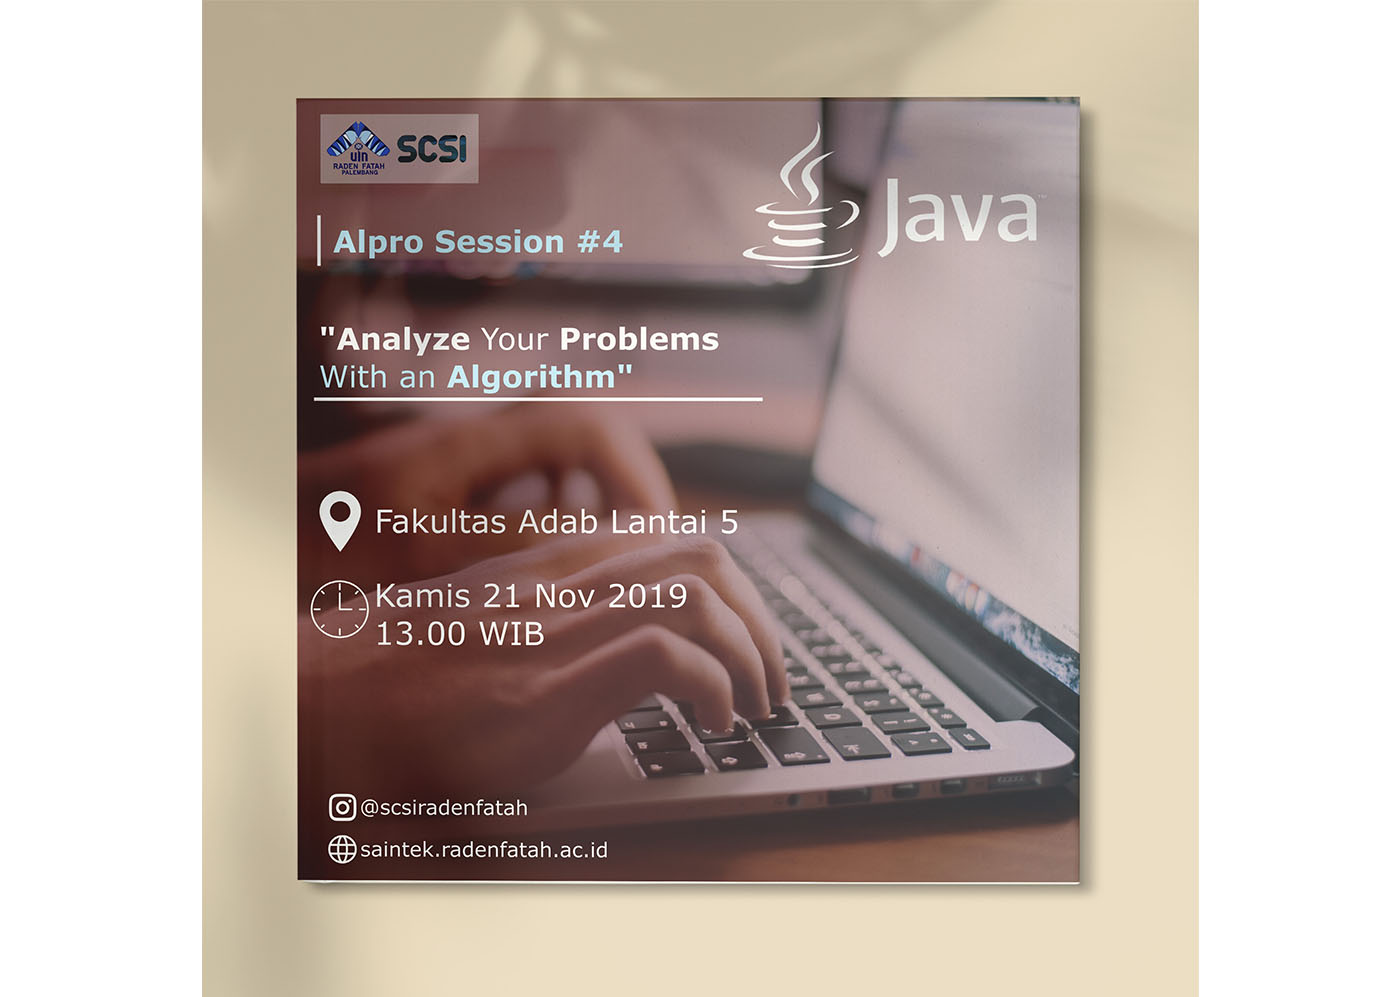 uin
RADEN FATAH
PALEMBANG
SCSI
Java™
Alpro Session #4
"Analyze Your Problems
With an Algorithm"
Fakultas Adab Lantai 5
Kamis 21 Nov 2019
13.00 WIB
@scsiradenfatah
saintek.radenfatah.ac.id